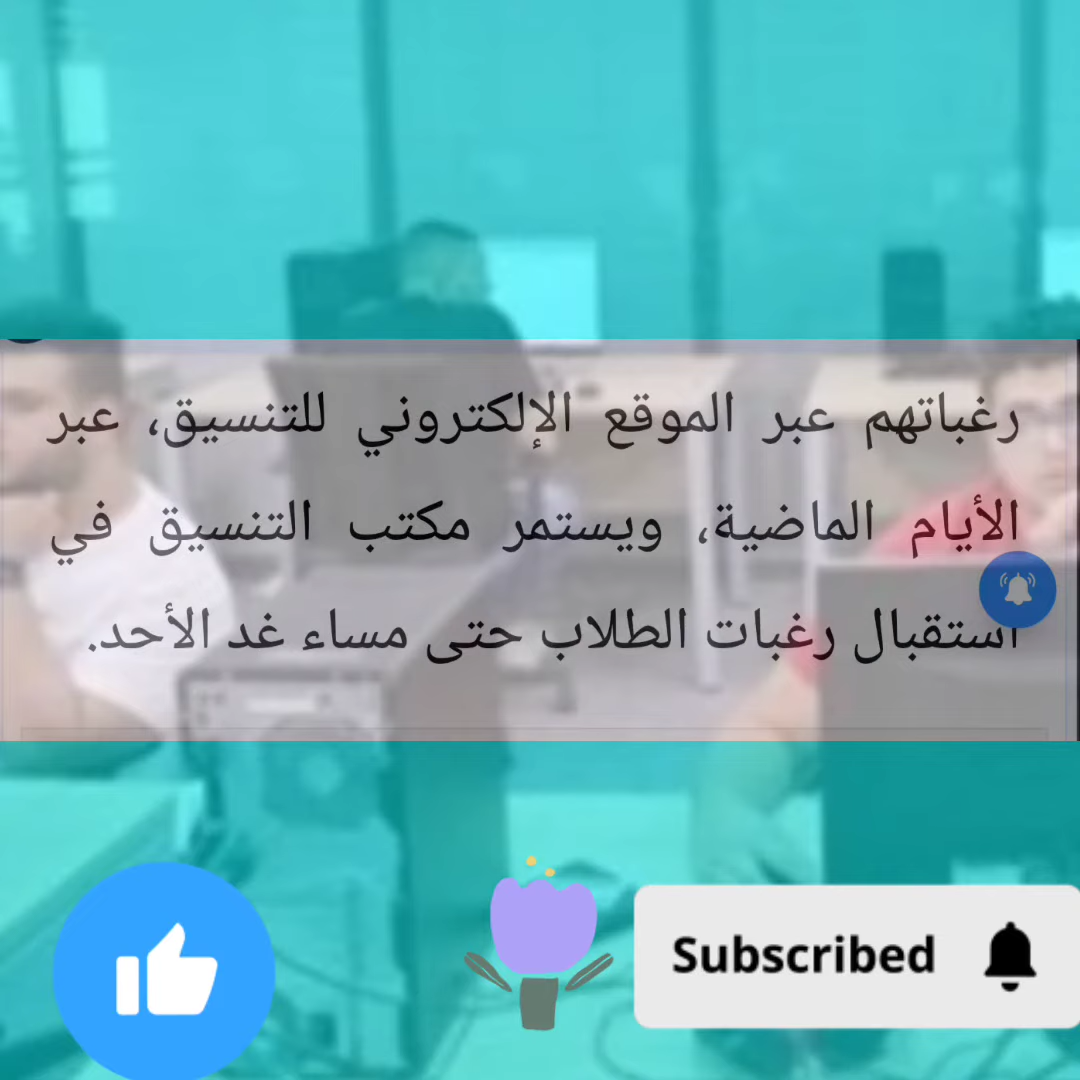 رغباتهم عبر الموقع الإلكتروني للتنسيق، عبر
الأيام الماضية، ويستمر مكتب التنسيق في
استقبال رغبات الطلاب حتى مساء غد الأحد.
Subscribed